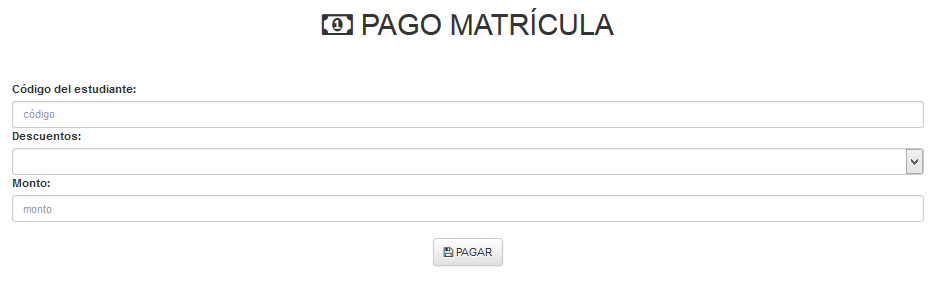 PAGO MATRÍCULA
Código del estudiante:
código
Descuentos:
Monto:
monto
PAGAR